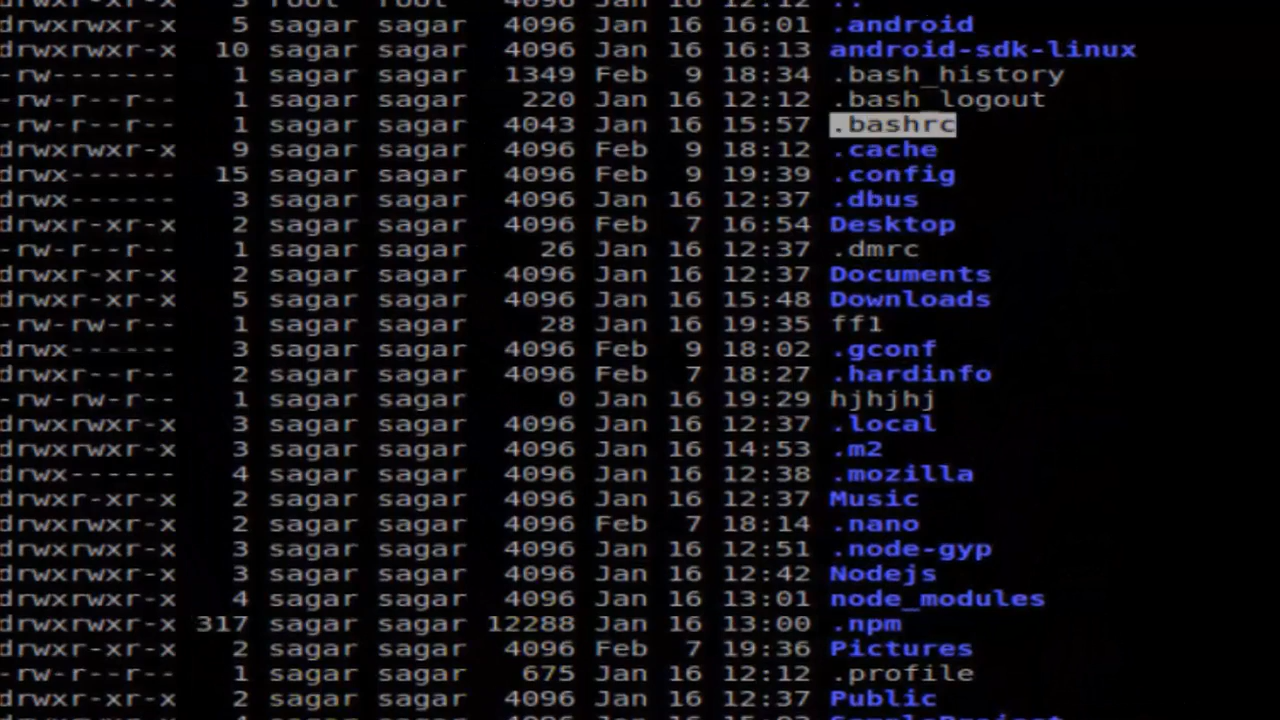 drwxr-xr-x 3 root root 4096 Jan 16 12:12 ..
drwxrwxr-x 5 sagar sagar 4096 Jan 16 16:01 .android
drwxrwxr-x 10 sagar sagar 4096 Jan 16 16:13 android-sdk-linux
-rw------- 1 sagar sagar 1349 Feb 9 18:34 .bash_history
-rw-r--r-- 1 sagar sagar 220 Jan 16 12:12 .bash_logout
-rw-r--r-- 1 sagar sagar 4043 Jan 16 15:57 .bashrc
drwxrwxr-x 9 sagar sagar 4096 Feb 9 18:12 .cache
drwx------ 15 sagar sagar 4096 Feb 9 19:39 .config
drwx------ 3 sagar sagar 4096 Jan 16 12:37 .dbus
drwxr-xr-x 2 sagar sagar 4096 Feb 7 16:54 Desktop
-rw-r--r-- 1 sagar sagar 26 Jan 16 12:37 .dmrc
drwxr-xr-x 2 sagar sagar 4096 Jan 16 12:37 Documents
drwxr-xr-x 5 sagar sagar 4096 Jan 16 15:48 Downloads
-rw-rw-r-- 1 sagar sagar 28 Jan 16 19:35 ff1
drwx------ 3 sagar sagar 4096 Feb 9 18:02 .gconf
drwxr--r-- 2 sagar sagar 4096 Feb 7 18:27 .hardinfo
-rw-rw-r-- 1 sagar sagar 0 Jan 16 19:29 hjhjhj
drwxr-xr-x 3 sagar sagar 4096 Jan 16 12:37 .local
drwxrwxr-x 3 sagar sagar 4096 Jan 16 14:53 .m2
drwx------ 4 sagar sagar 4096 Jan 16 12:38 .mozilla
drwxr-xr-x 2 sagar sagar 4096 Jan 16 12:37 Music
drwxrwxr-x 2 sagar sagar 4096 Feb 7 18:14 .nano
drwxrwxr-x 3 sagar sagar 4096 Jan 16 12:51 .node-gyp
drwxrwxr-x 3 sagar sagar 4096 Jan 16 12:42 Nodejs
drwxrwxr-x 4 sagar sagar 4096 Jan 16 13:01 node_modules
drwxrwxr-x 317 sagar sagar 12288 Jan 16 13:00 .npm
drwxr-xr-x 2 sagar sagar 4096 Feb 7 19:36 Pictures
-rw-r--r-- 1 sagar sagar 675 Jan 16 12:12 .profile
drwxr-xr-x 2 sagar sagar 4096 Jan 16 12:37 Public